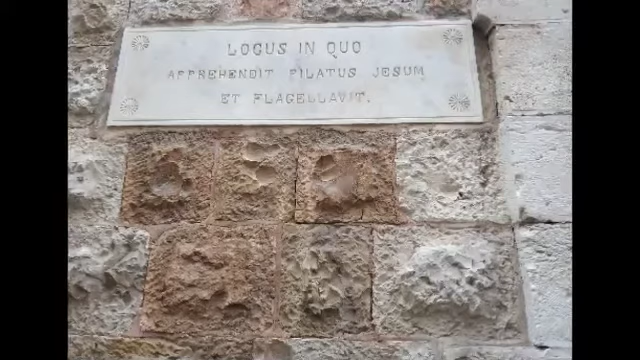 LOCUS IN QUO
APPREHENDIT PILATUS JESUM
ET FLAGELLAVIT.